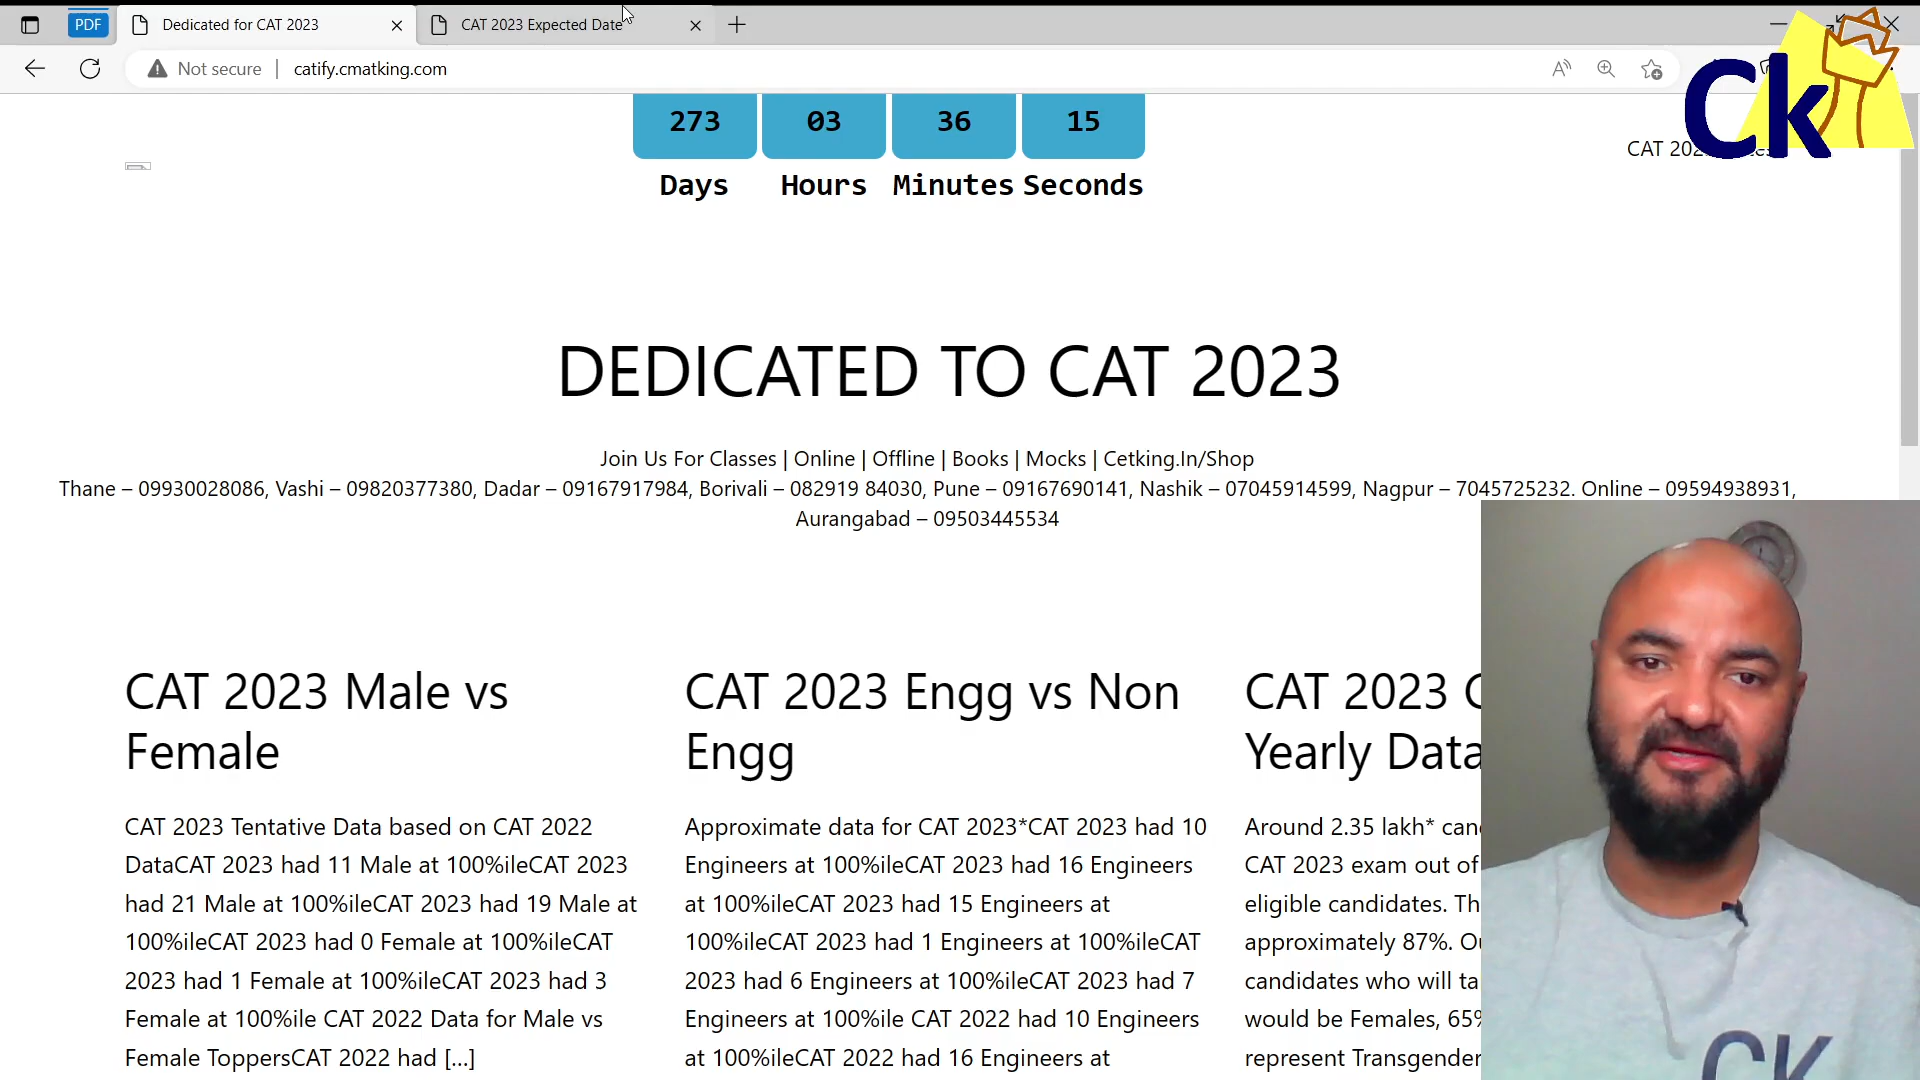 PDF
Dedicated for CAT 2023
CAT 2023 Expected Date
Not secure
catify.cmatking.com
273 03 36 15
Days Hours Minutes Seconds
Ck
DEDICATED TO CAT 2023
Join Us For Classes | Online | Offline | Books | Mocks | Cetking.In/Shop
Thane – 09930028086, Vashi – 09820377380, Dadar – 09167917984, Borivali – 082919 84030, Pune – 09167690141, Nashik – 07045914599, Nagpur – 7045725232. Online – 09594938931,
Aurangabad – 09503445534
CAT 2023 Male vs
Female
CAT 2023 Tentative Data based on CAT 2022
DataCAT 2023 had 11 Male at 100%ileCAT 2023
had 21 Male at 100%ileCAT 2023 had 19 Male at
100%ileCAT 2023 had 0 Female at 100%ileCAT
2023 had 1 Female at 100%ileCAT 2023 had 3
Female at 100%ile CAT 2022 Data for Male vs
Female ToppersCAT 2022 had [...]
CAT 2023 Engg vs Non
Engg
Approximate data for CAT 2023*CAT 2023 had 10
Engineers at 100%ileCAT 2023 had 16 Engineers
at 100%ileCAT 2023 had 15 Engineers at
100%ileCAT 2023 had 1 Engineers at 100%ileCAT
2023 had 6 Engineers at 100%ileCAT 2023 had 7
Engineers at 100%ile CAT 2022 had 10 Engineers
at 100%ileCAT 2022 had 16 Engineers at
CAT 2023
Yearly Data
Around 2.35 lakh*
CAT 2023 exam out of
eligible candidates.
approximately 87%.
candidates who will
would be Females, 65%
represent Transgender
CK